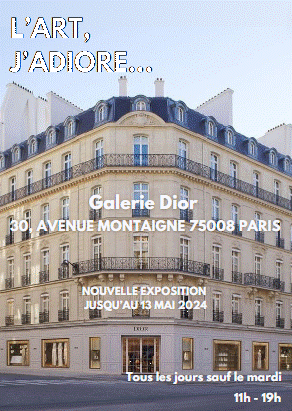 L'ART,
J'ADIORE...
Galerie Dior
30, AVENUE MONTAIGNE 75008 PARIS
NOUVELLE EXPOSITION
JUSQU'AU 13 MAI 2024
DIOR
Tous les jours sauf le mardi
11h - 19h